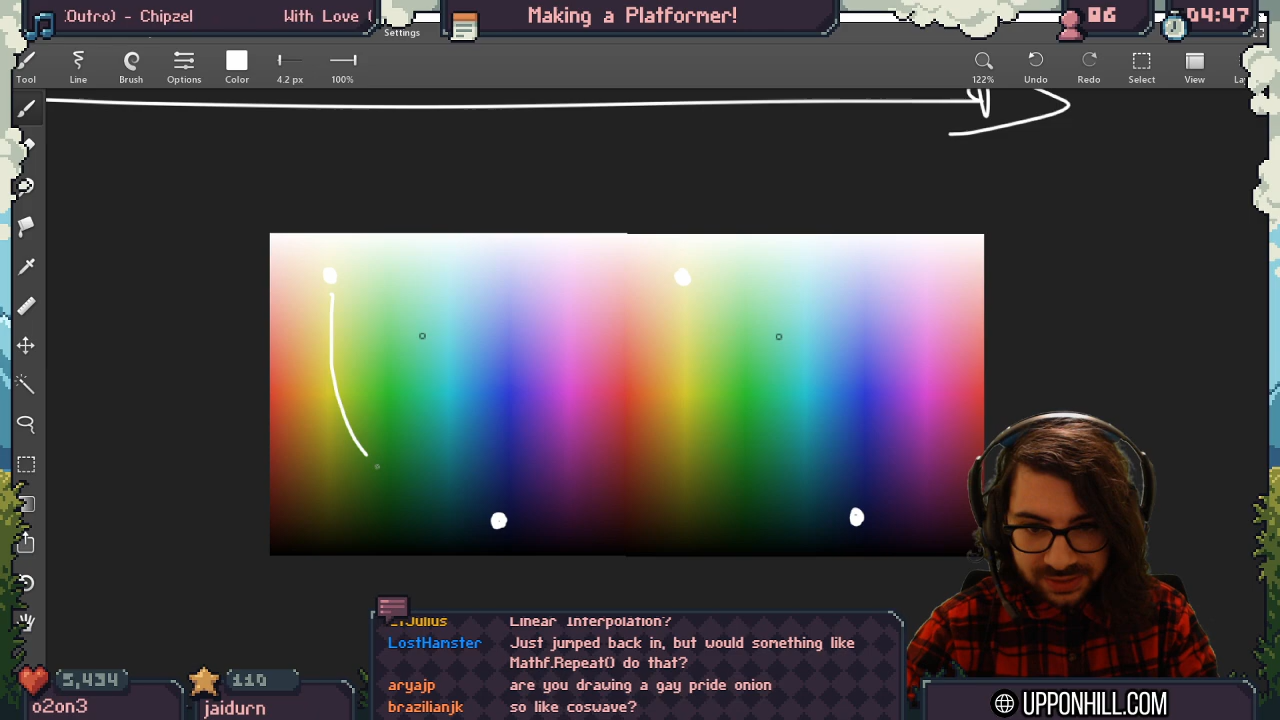 Outro) - Chipzel
With Love (
Making a Platformer!
86
04:47
Settings
Tool
Line
Brush
Options
Color
4.2 px
100%
122%
Undo
Redo
Select
View
Linear Interpolation?
LostHamster
Just jumped back in, but would something like
Mathf.Repeat() do that?
aryajp
are you drawing a gay pride onion
brazilianjk
so like coswave?
5,434
110
o2on3
jaidurn
UPPONHILL.COM